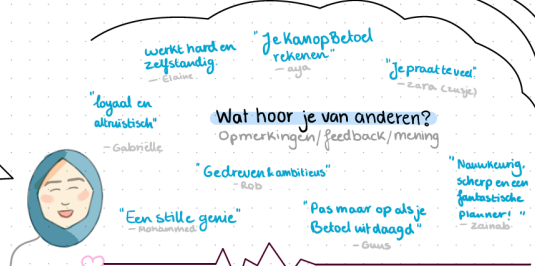 werkt hard en
zelfstandig.
— Elaine
"Je kan op Betoel
rekenen"
— aya
"Je praat te veel".
— zara (zusje)
"loyaal en
altruïstisch"
— Gabriëlle
Wat hoor je van anderen?
Opmerkingen/feedback/mening
"Gedreven & ambitieus"
— Rob
"Nauwkeurig,
scherp en een
fantastische
planner!"
— Zainab
"Een stille genie"
— Mohammed
"Pas maar op als je
Betoel uitdaagd"
— Guus